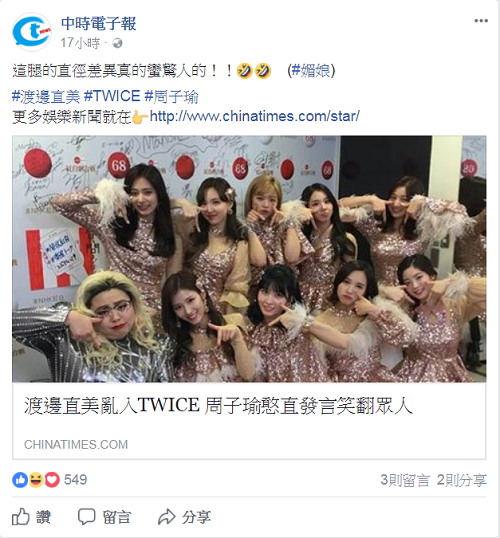 中時電子報
17小時 ·
這腿的直徑差異真的蠻驚人的！！🤣🤣 (#媚娘)
#渡邊直美 #TWICE #周子瑜
更多娛樂新聞就在👉http://www.chinatimes.com/star/
68
68
渡邊直美亂入TWICE 周子瑜憨直發言笑翻眾人
CHINATIMES.COM
549
3則留言 2則分享
讚 留言 分享